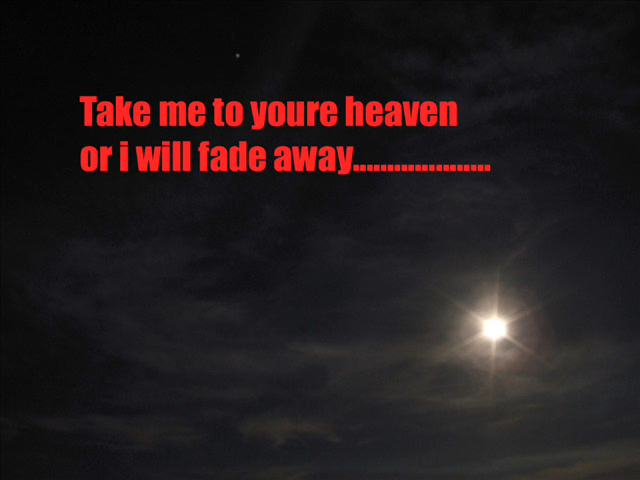 Take me to youre heaven
or i will fade away....................